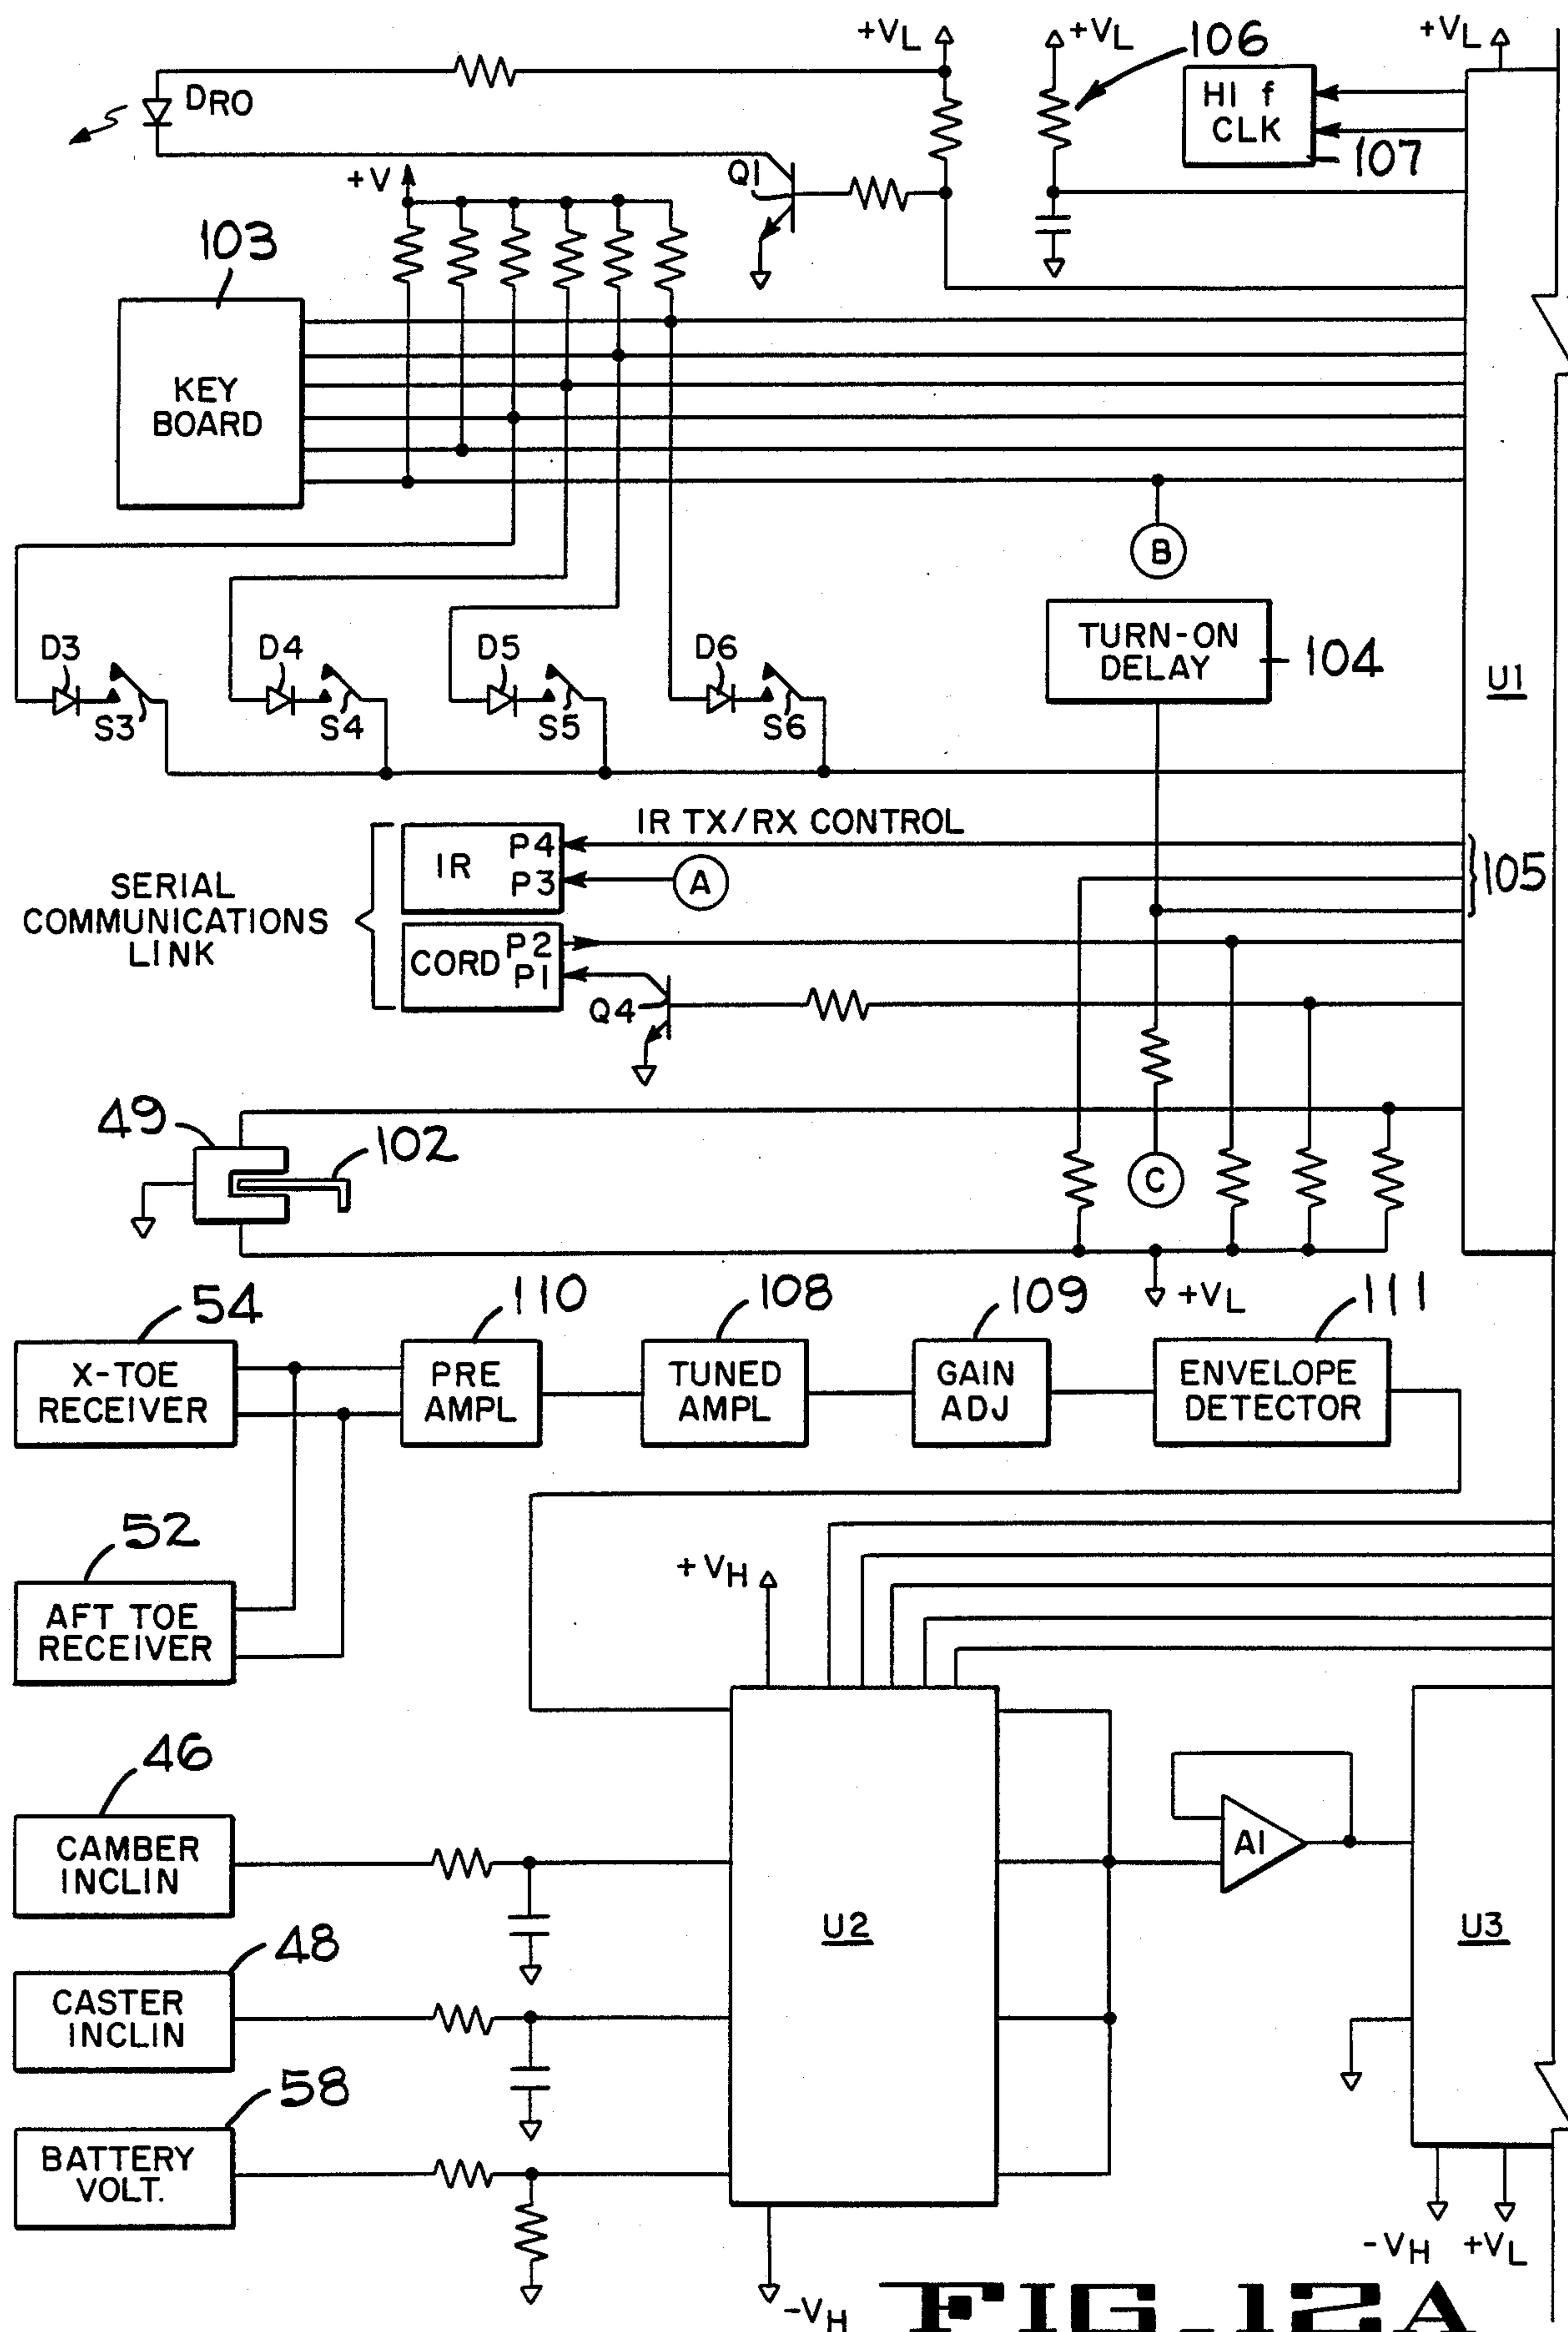 +VL
+VL
106
+VL
DRO
HI f
CLK
107
+V
Q1
103
KEY
BOARD
B
TURN-ON
DELAY
104
U1
D3
D4
D5
D6
S3
S4
S5
S6
IR TX/RX CONTROL
IR
P4
P3
A
105
SERIAL
COMMUNICATIONS
LINK
CORD
P2
P1
Q4
49
102
C
+VL
54
110
108
109
111
X-TOE
RECEIVER
PRE
AMPL
TUNED
AMPL
GAIN
ADJ
ENVELOPE
DETECTOR
52
AFT TOE
RECEIVER
+VH
46
CAMBER
INCLIN
A1
U2
U3
48
CASTER
INCLIN
58
BATTERY
VOLT.
-VH
+VL
-VH
FIG. 12A